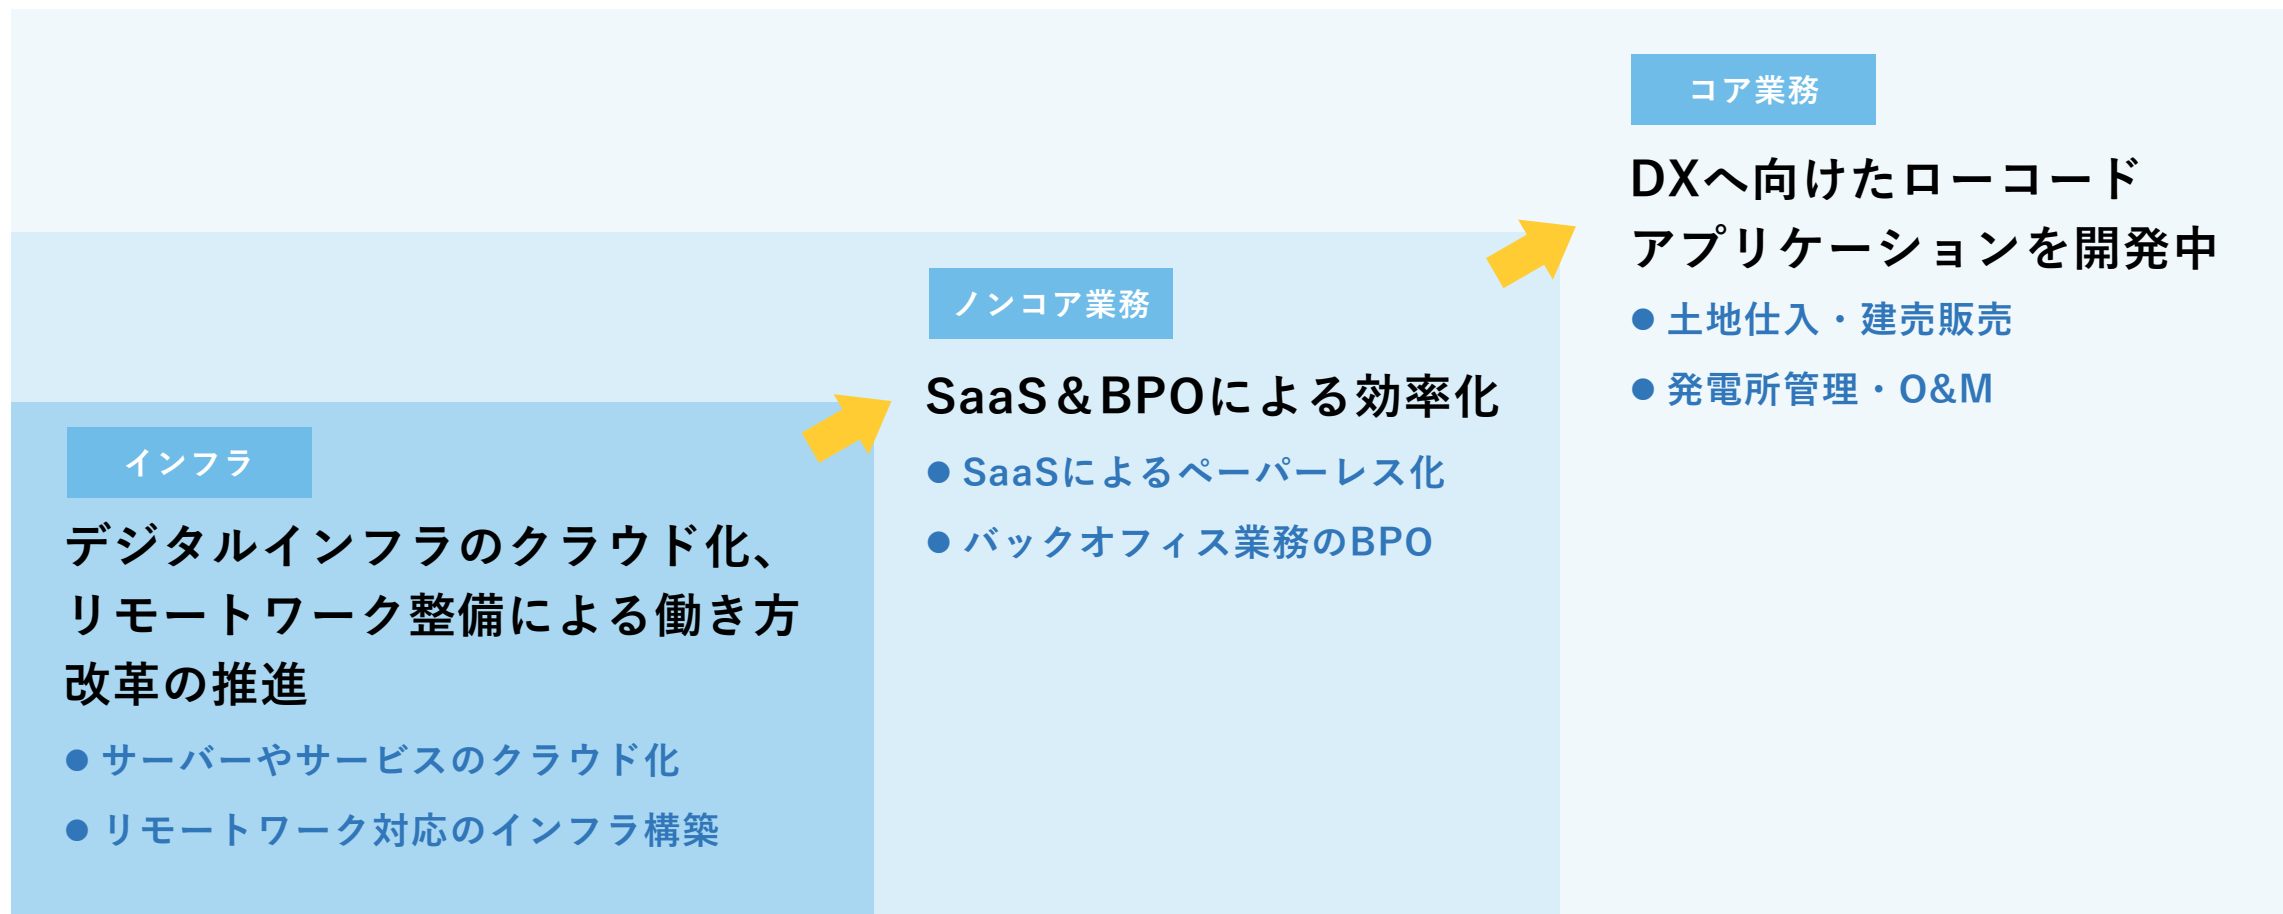 インフラ
デジタルインフラのクラウド化、
リモートワーク整備による働き方
改革の推進
● サーバーやサービスのクラウド化
● リモートワーク対応のインフラ構築
ノンコア業務
SaaS＆BPOによる効率化
● SaaSによるペーパーレス化
● バックオフィス業務のBPO
コア業務
DXへ向けたローコード
アプリケーションを開発中
● 土地仕入・建売販売
● 発電所管理・O&M